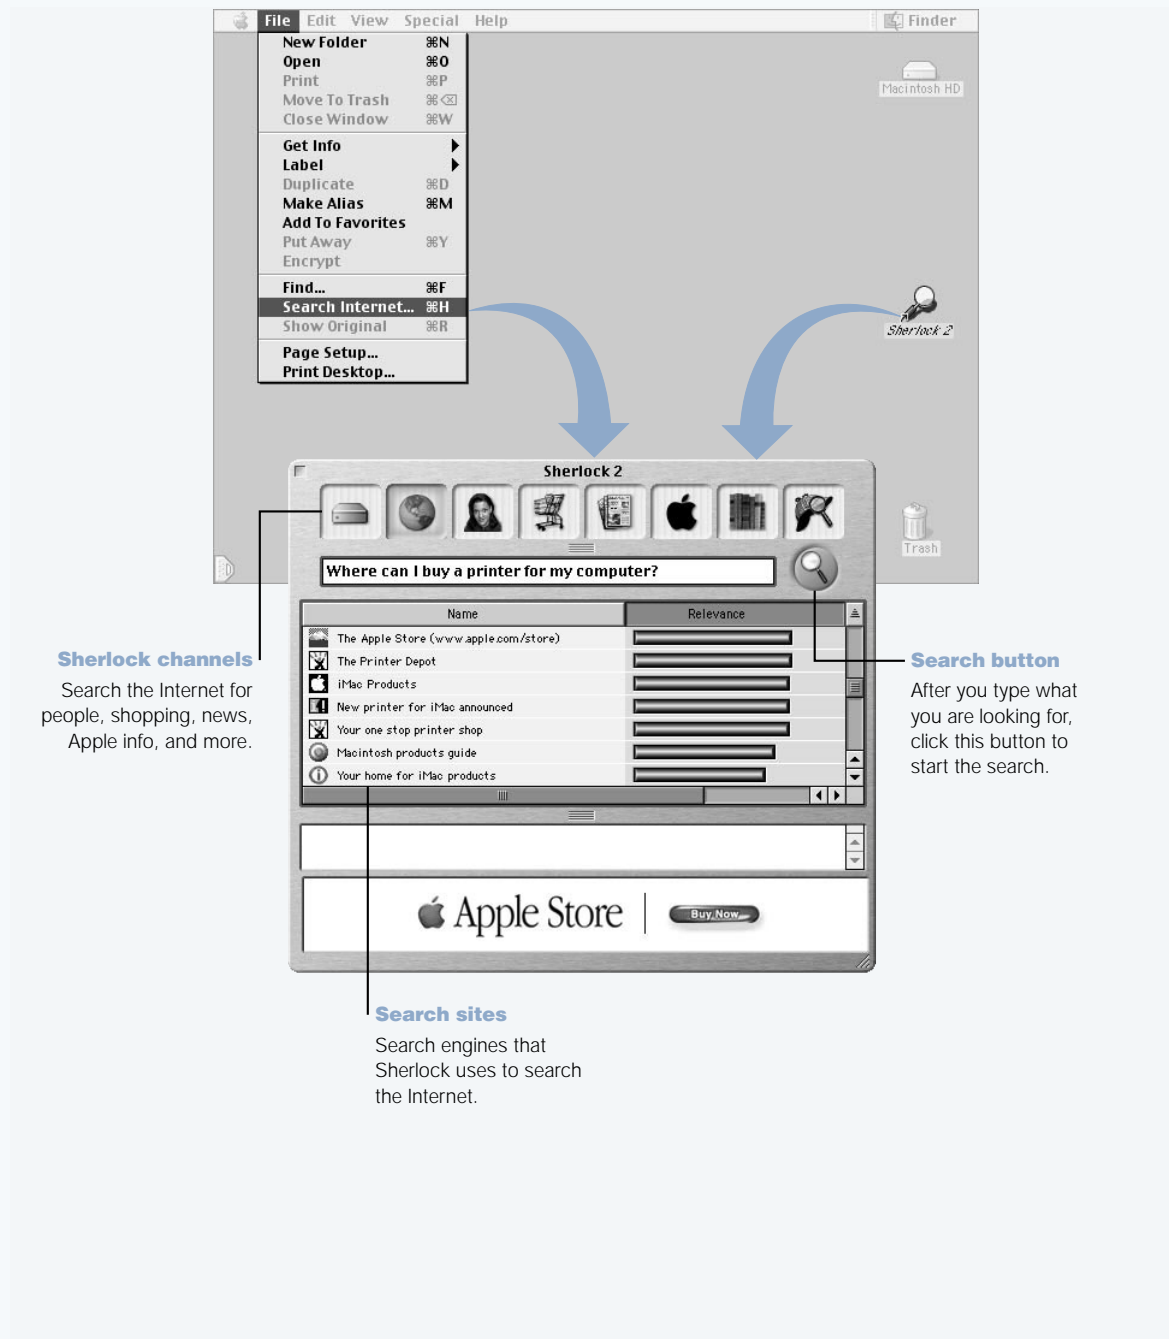 File Edit View Special Help Finder
New Folder ⌘N
Open ⌘O
Print ⌘P
Move To Trash ⌘⌫
Close Window ⌘W
Get Info
Label
Duplicate ⌘D
Make Alias ⌘M
Add To Favorites
Put Away ⌘Y
Encrypt
Find... ⌘F
Search Internet... ⌘H
Show Original ⌘R
Page Setup...
Print Desktop...
Macintosh HD
Sherlock 2
Trash
Sherlock 2
Where can I buy a printer for my computer?
Name Relevance
The Apple Store (www.apple.com/store)
The Printer Depot
iMac Products
New printer for iMac announced
Your one stop printer shop
Macintosh products guide
Your home for iMac products
Apple Store Buy Now
Sherlock channels
Search the Internet for
people, shopping, news,
Apple info, and more.
Search button
After you type what
you are looking for,
click this button to
start the search.
Search sites
Search engines that
Sherlock uses to search
the Internet.